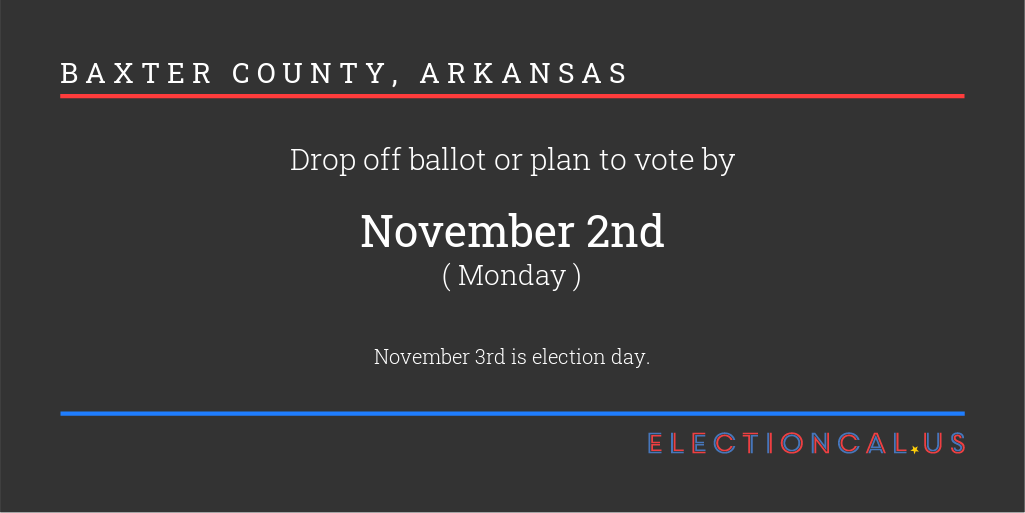 BAXTER COUNTY, ARKANSAS
Drop off ballot or plan to vote by
November 2nd
( Monday )
November 3rd is election day.
ELECTIONCAL.US